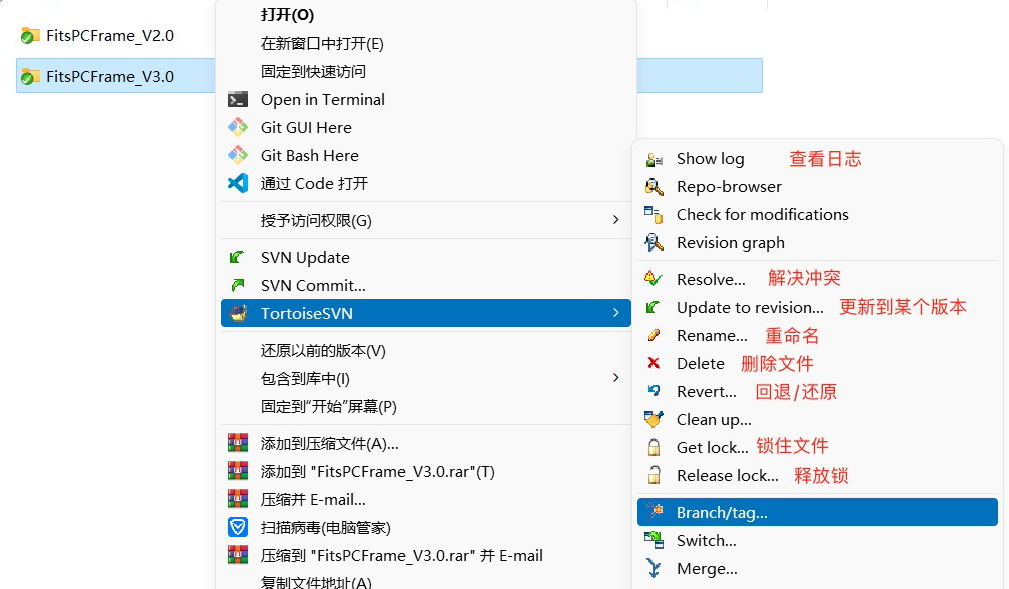 FitsPCFrame_V2.0
FitsPCFrame_V3.0
打开(O)
在新窗口中打开(E)
固定到快速访问
Open in Terminal
Git GUI Here
Git Bash Here
通过 Code 打开
授予访问权限(G)
SVN Update
SVN Commit...
TortoiseSVN
还原以前的版本(V)
包含到库中(I)
固定到“开始”屏幕(P)
添加到压缩文件(A)...
添加到 "FitsPCFrame_V3.0.rar"(T)
压缩并 E-mail...
扫描病毒(电脑管家)
压缩到 "FitsPCFrame_V3.0.rar" 并 E-mail
复制文件地址(A)
Show log 查看日志
Repo-browser
Check for modifications
Revision graph
Resolve... 解决冲突
Update to revision... 更新到某个版本
Rename... 重命名
Delete 删除文件
Revert... 回退/还原
Clean up...
Get lock... 锁住文件
Release lock... 释放锁
Branch/tag...
Switch...
Merge...